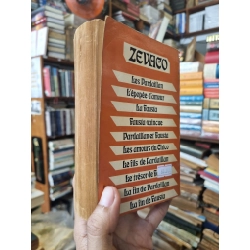 ZEVACO
Les Pardaillan
L'épopée d'amour
La Fausta
Fausta vaincue
Pardaillan et Fausta
Les amours du Chico
Le fils de Pardaillan
Le trésor de
La fin de Pardaillan
La fin de Fausta